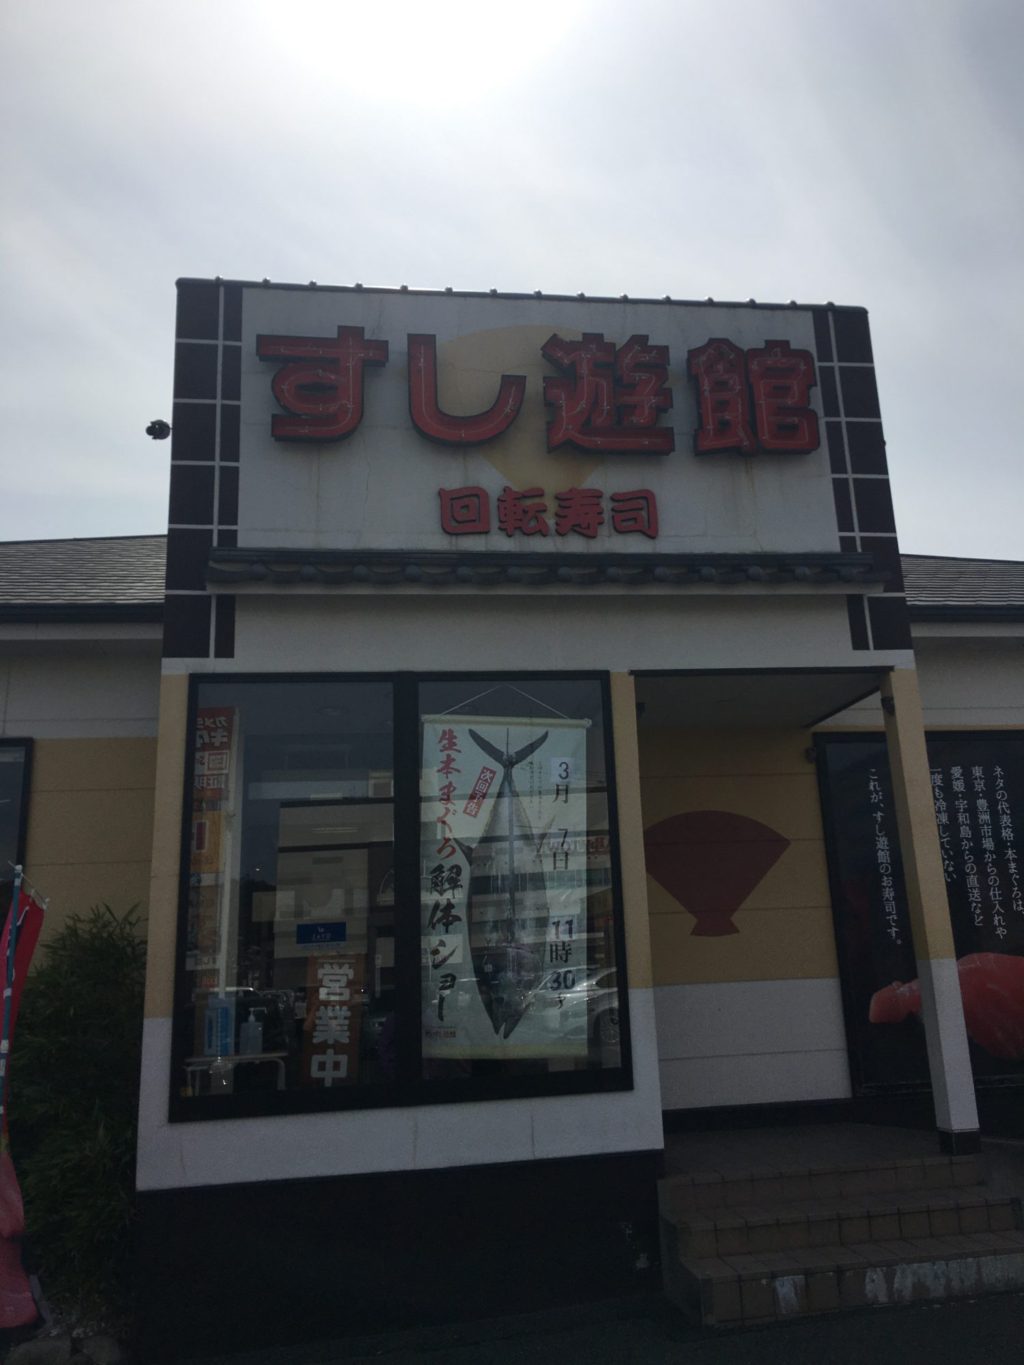 すし遊館
回転寿司
生本まぐろ解体ショー
次回予告
3月7日
11時30分
営業中
ネタの代表格・本まぐろは、
東京・豊洲市場からの仕入れや
愛媛・宇和島からの直送など
一度も冷凍していない。
これが、すし遊館のお寿司です。